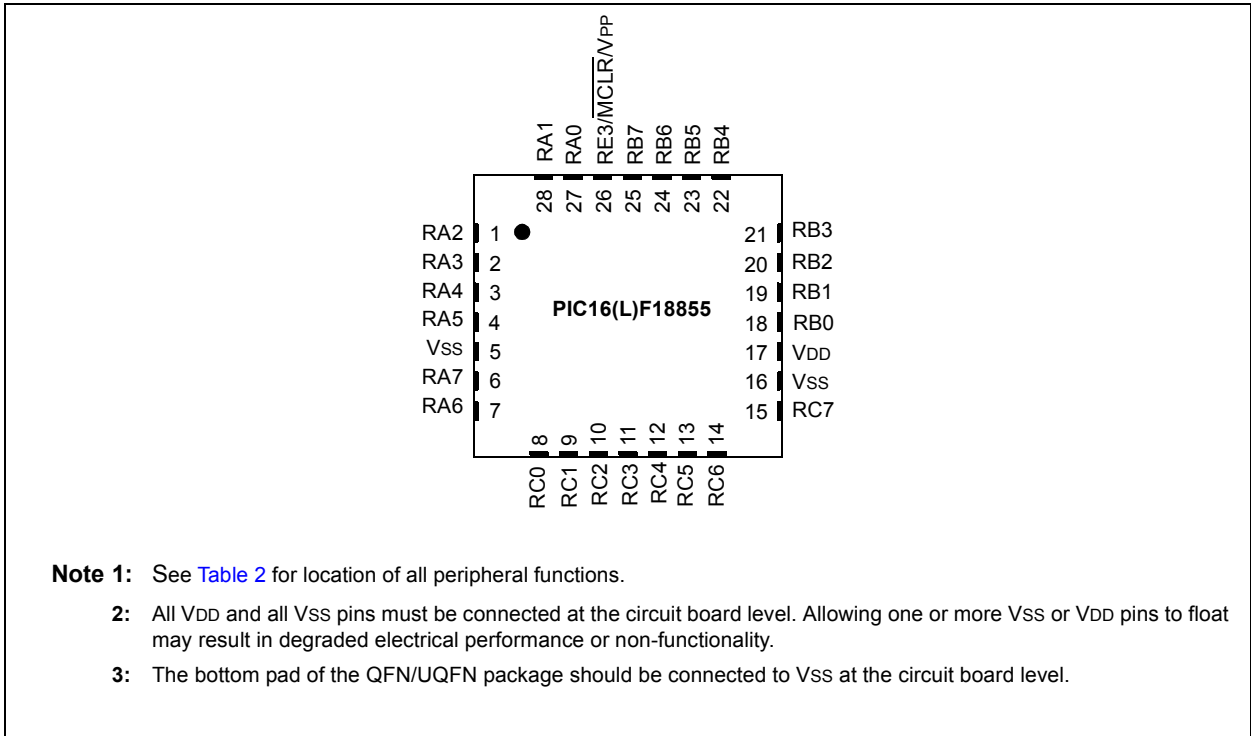 RA1 RA0 RE3/MCLR/VPP RB7 RB6 RB5 RB4
28 27 26 25 24 23 22
RA2 1 21 RB3
RA3 2 20 RB2
RA4 3 19 RB1
RA5 4 PIC16(L)F18855 18 RB0
VSS 5 17 VDD
RA7 6 16 VSS
RA6 7 15 RC7
8 9 10 11 12 13 14
RC0 RC1 RC2 RC3 RC4 RC5 RC6
Note 1: See Table 2 for location of all peripheral functions.
2: All VDD and all VSS pins must be connected at the circuit board level. Allowing one or more VSS or VDD pins to float
may result in degraded electrical performance or non-functionality.
3: The bottom pad of the QFN/UQFN package should be connected to VSS at the circuit board level.